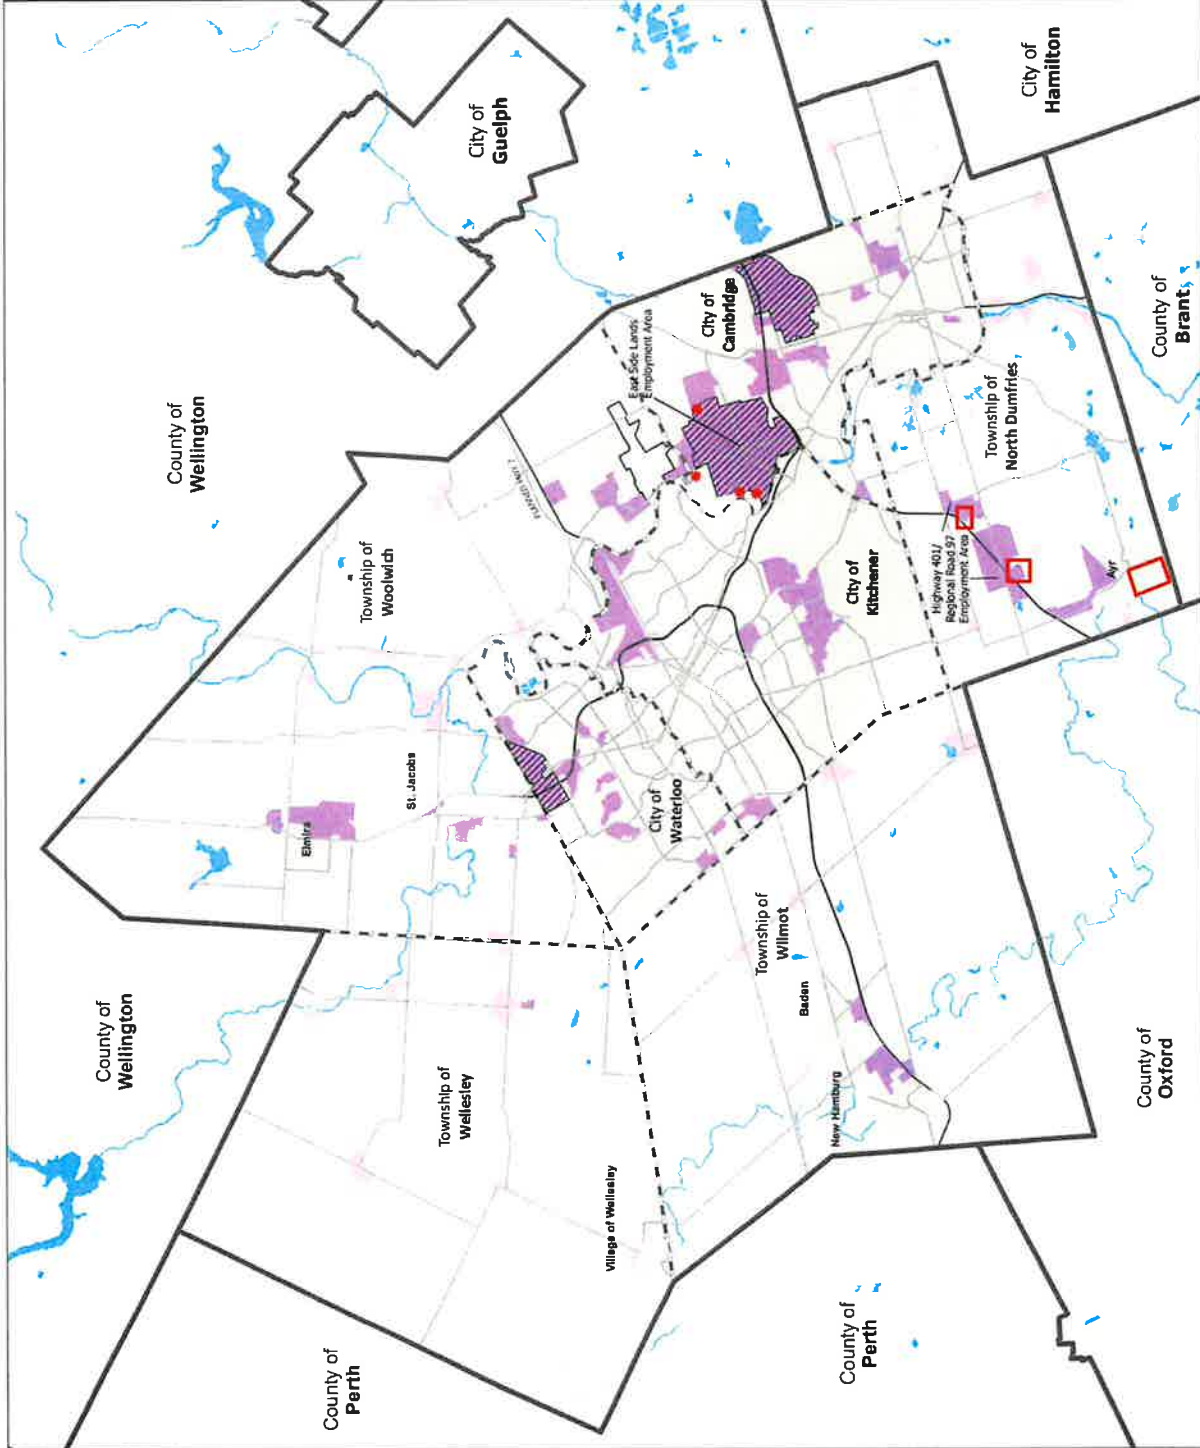 City of
Guelph
City of
Hamilton
County of
Wellington
City of
Cambridge
East Side Lands
Employment Area
County of
Brant
Township of
North Dumfries
Township of
Woolwich
City of
Kitchener
Highway 401/
Regional Road 97
Employment Area
Ayr
St. Jacobs
Elmira
City of
Waterloo
Township of
Wilmot
Baden
County of
Wellington
Township of
Wellesley
New Hamburg
County of
Oxford
Village of Wellesley
County of
Perth
County of
Perth